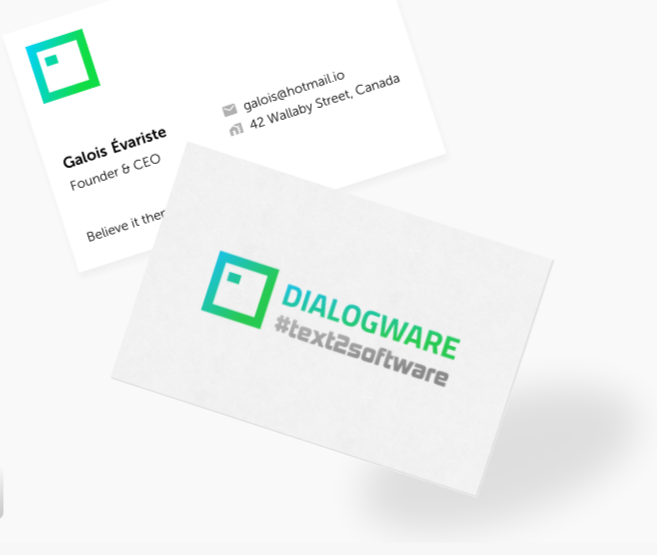 galois@hotmail.io
42 Wallaby Street, Canada
Galois Évariste
Founder & CEO
Believe it
DIALOGWARE
#text2software